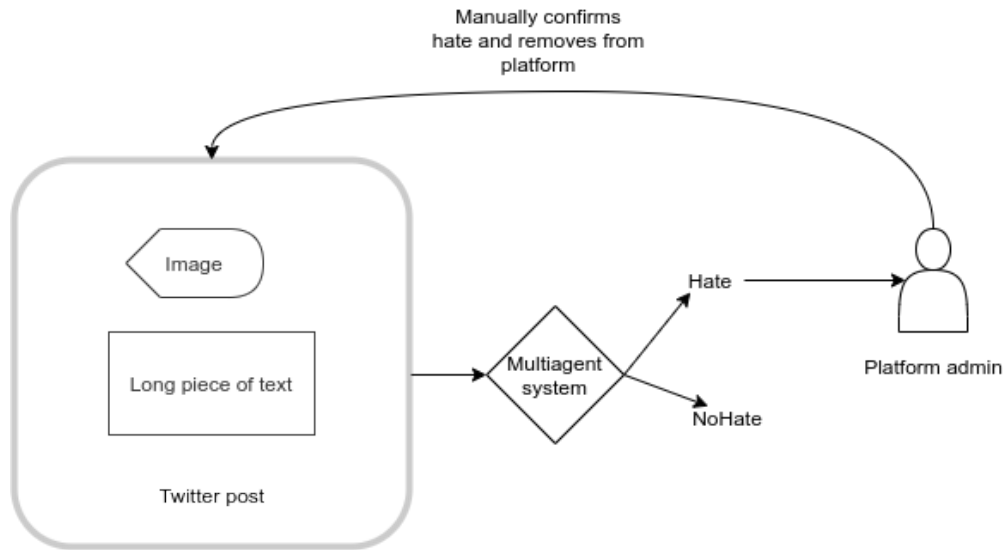 Manually confirms
hate and removes from
platform
Image
Long piece of text
Twitter post
Multiagent
system
Hate
NoHate
Platform admin